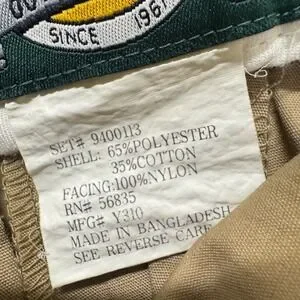 SINCE 1961
SET# 9400113
SHELL: 65%POLYESTER
35%COTTON
FACING:100%NYLON
RN# 56835
MFG# Y310
MADE IN BANGLADESH
SEE REVERSE CARE